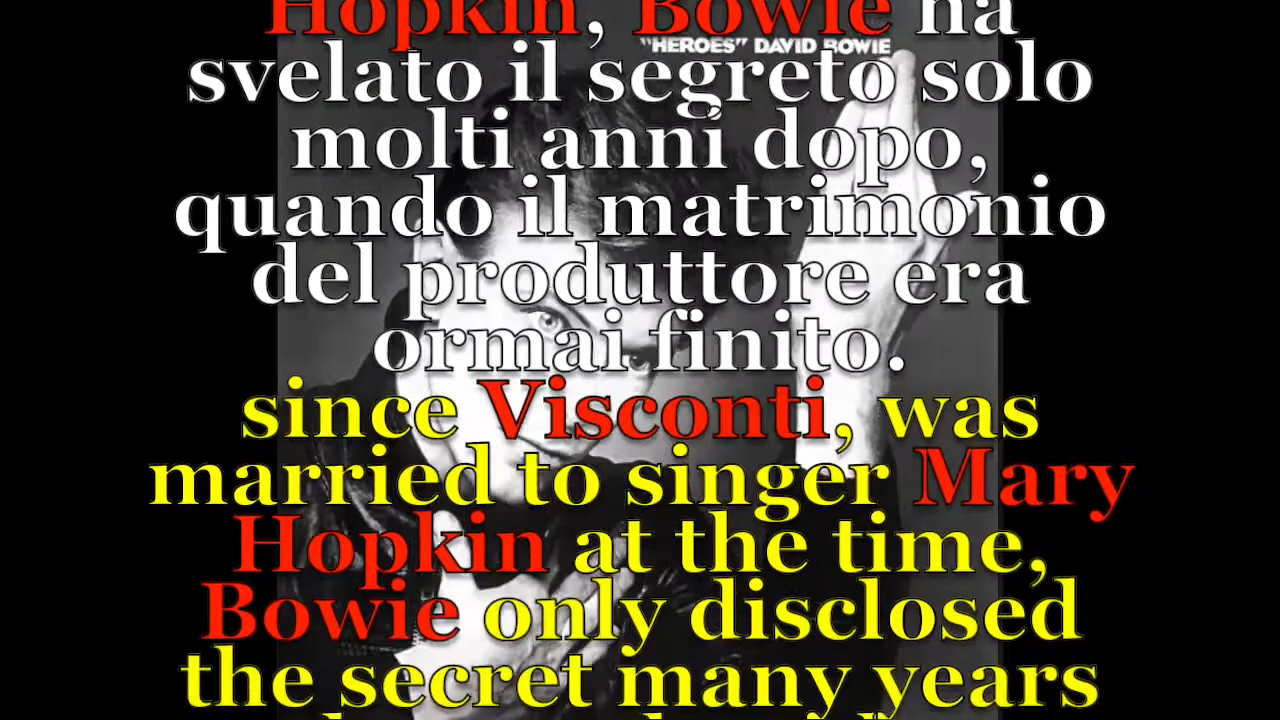 Hopkin, Bowie ha
"HEROES" DAVID BOWIE
svelato il segreto solo
molti anni dopo,
quando il matrimonio
del produttore era
ormai finito.
since Visconti, was
married to singer Mary
Hopkin at the time,
Bowie only disclosed
the secret many years